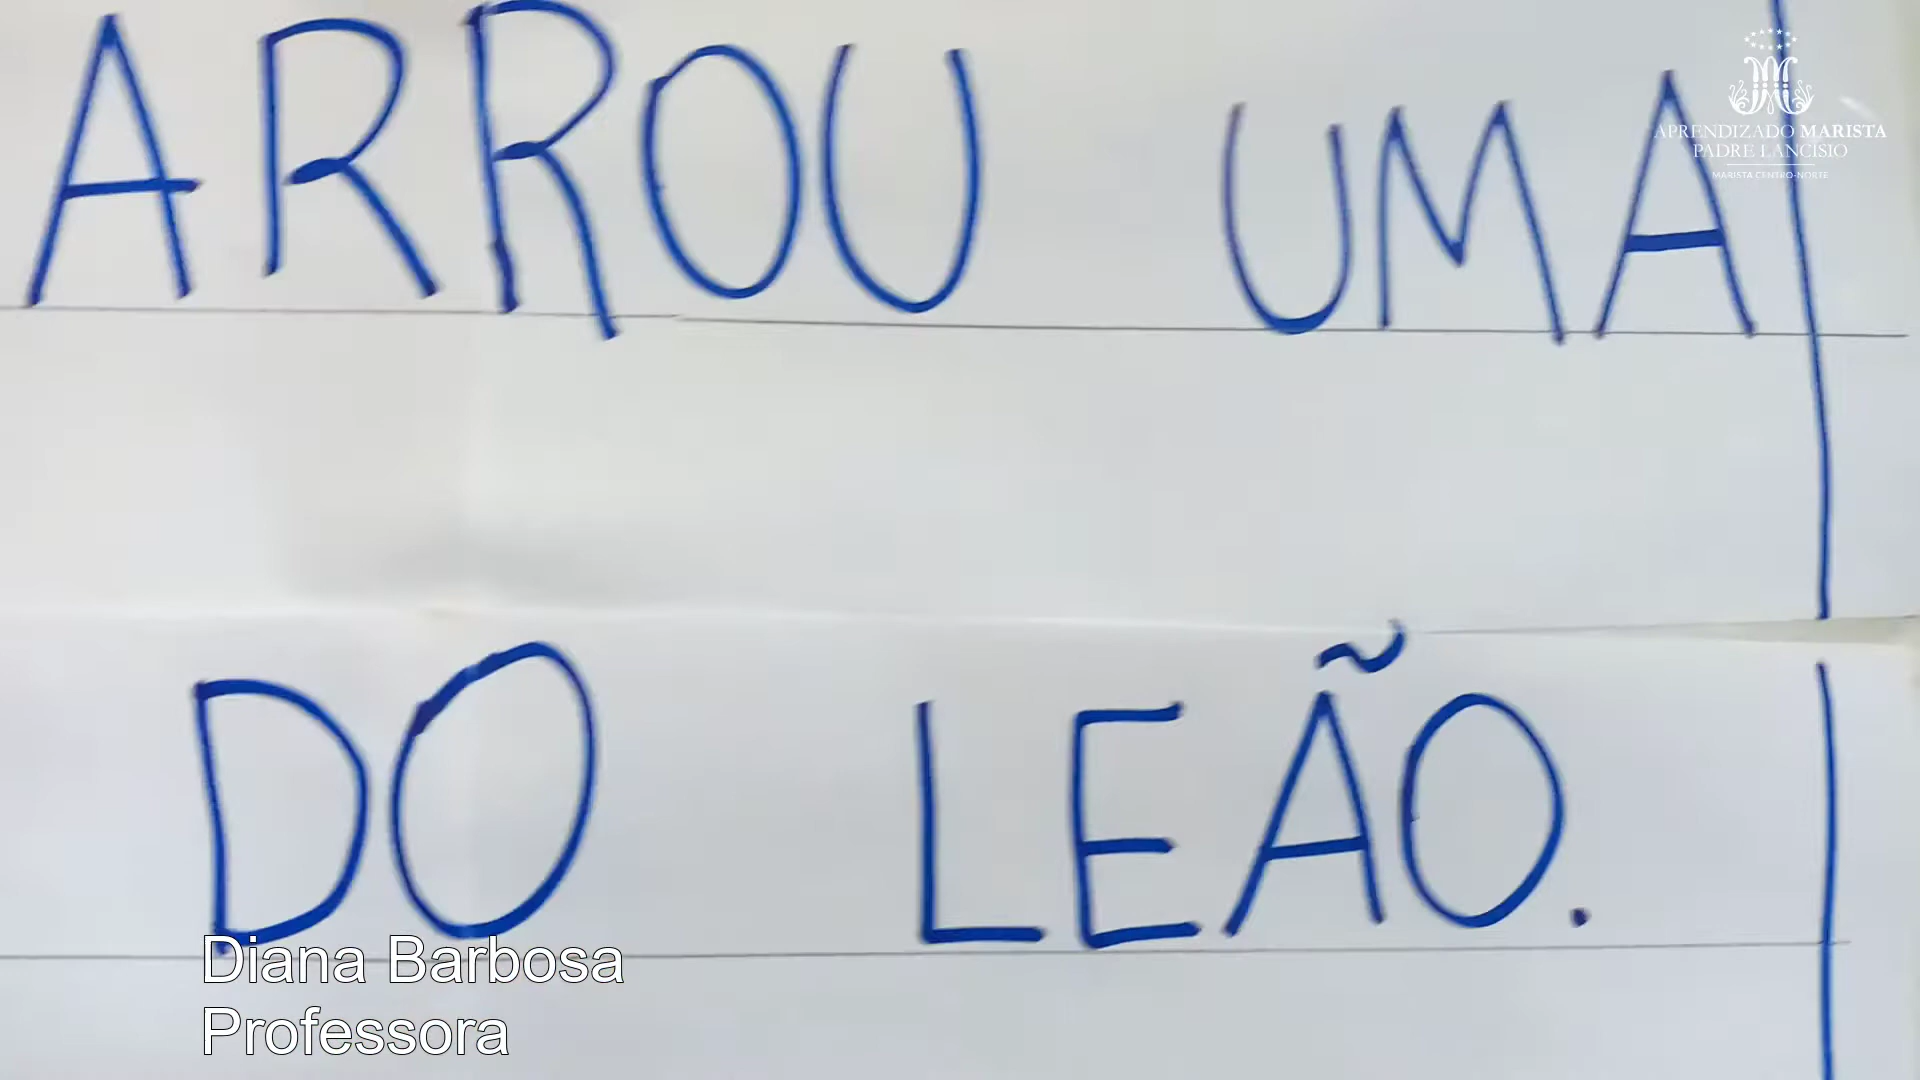 ARROU UMA
DO LEÃO.
APRENDIZADO MARISTA
PADRE LANCÍSIO
MARISTA CENTRO-NORTE
Diana Barbosa
Professora